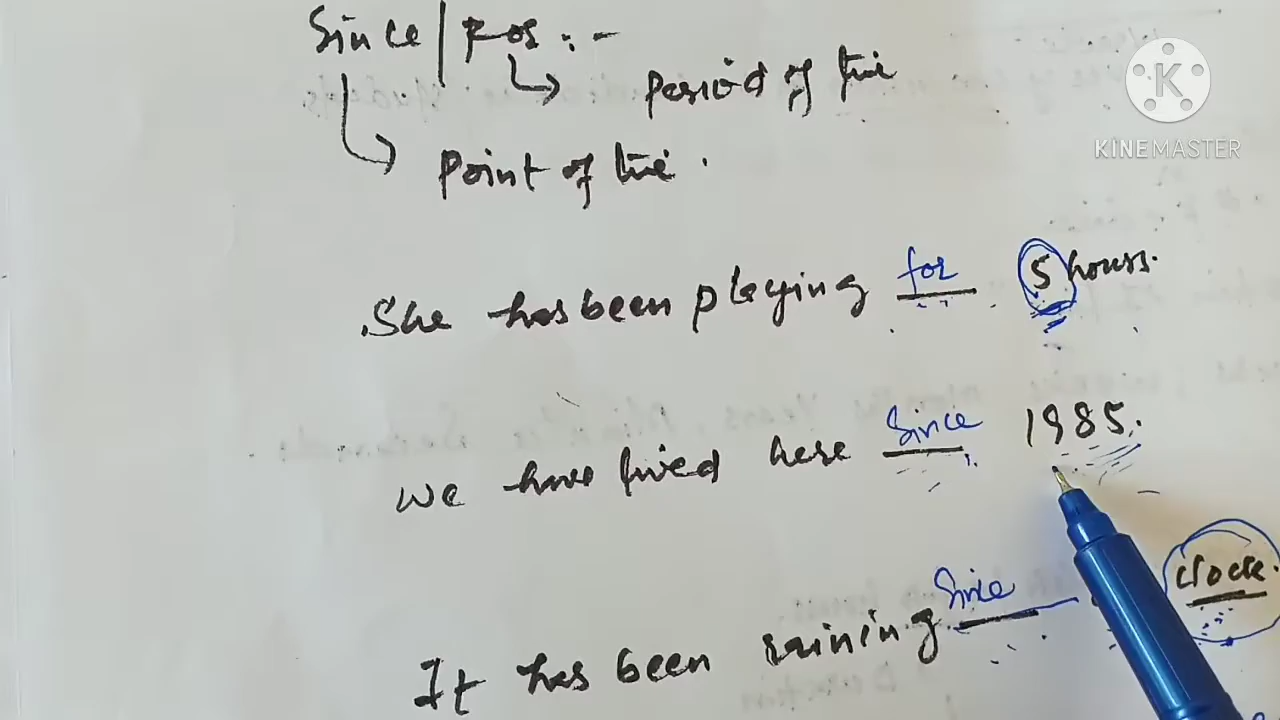 Since / For :-
Period of time
Point of time.
She has been playing for 5 hours.
We have lived here since 1985.
It has been raining since clock.
K
KINEMASTER